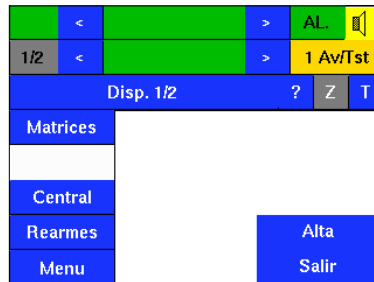 < > AL.
1/2 < > 1 Av/Tst
Disp. 1/2 ? Z T
Matrices
Central
Rearmes Alta
Menu Salir